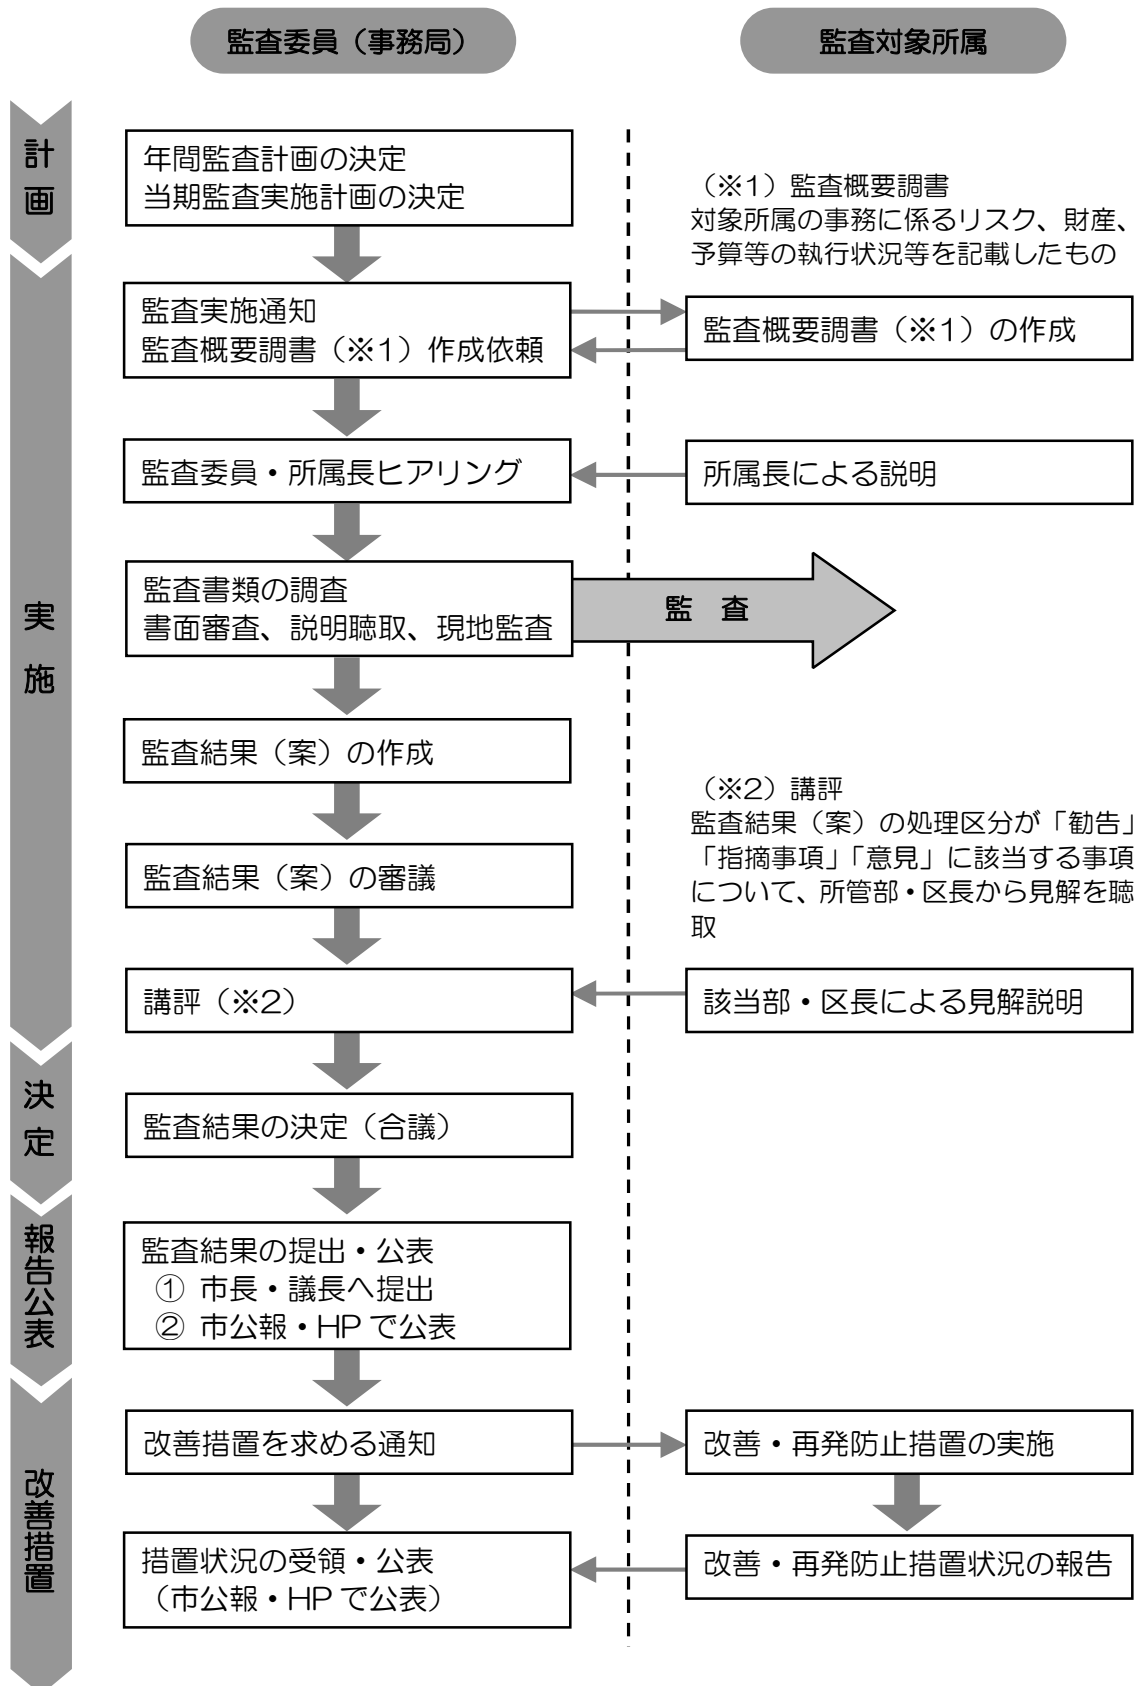 監査委員（事務局）
監査対象所属
計画
年間監査計画の決定
当期監査実施計画の決定
（※1）監査概要調書
対象所属の事務に係るリスク、財産、
予算等の執行状況等を記載したもの
実施
監査実施通知
監査概要調書（※1）作成依頼
監査概要調書（※1）の作成
監査委員・所属長ヒアリング
所属長による説明
監査書類の調査
書面審査、説明聴取、現地監査
監　査
監査結果（案）の作成
（※2）講評
監査結果（案）の処理区分が「勧告」
「指摘事項」「意見」に該当する事項
について、所管部・区長から見解を聴
取
監査結果（案）の審議
講評（※2）
該当部・区長による見解説明
決定
監査結果の決定（合議）
報告公表
監査結果の提出・公表
① 市長・議長へ提出
② 市公報・HP で公表
改善措置
改善措置を求める通知
改善・再発防止措置の実施
措置状況の受領・公表
（市公報・HP で公表）
改善・再発防止措置状況の報告